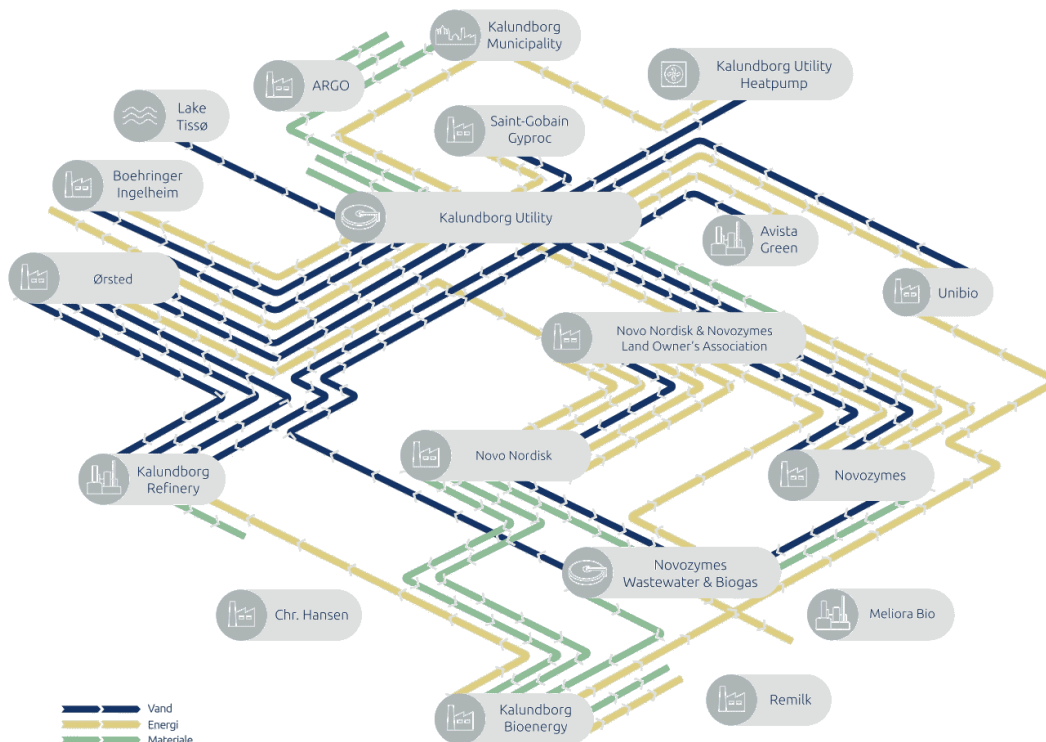 Kalundborg
Municipality
ARGO
Kalundborg Utility
Heatpump
Lake
Tissø
Saint-Gobain
Gyproc
Boehringer
Ingelheim
Kalundborg Utility
Avista
Green
Ørsted
Unibio
Novo Nordisk & Novozymes
Land Owner's Association
Novo Nordisk
Kalundborg
Refinery
Novozymes
Novozymes
Wastewater & Biogas
Chr. Hansen
Meliora Bio
Remilk
Kalundborg
Bioenergy
Vand
Energi
Materiale